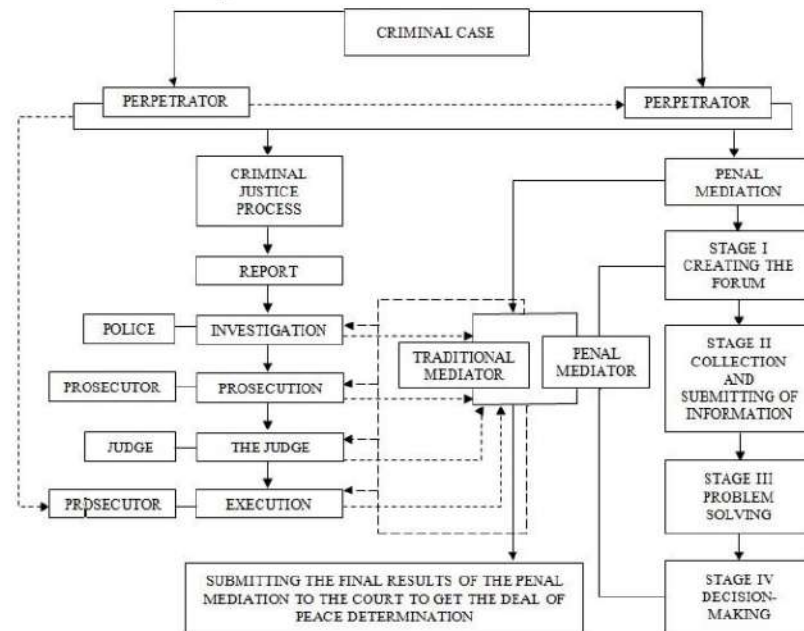 CRIMINAL CASE
PERPETRATOR
PERPETRATOR
CRIMINAL
JUSTICE
PROCESS
PENAL
MEDIATION
REPORT
STAGE I
CREATING THE
FORUM
POLICE
INVESTIGATION
TRADITIONAL
MEDIATOR
PENAL
MEDIATOR
STAGE II
COLLECTION
AND
SUBMITTING OF
INFORMATION
PROSECUTOR
PROSECUTION
JUDGE
THE JUDGE
PROSECUTOR
EXECUTION
STAGE III
PROBLEM
SOLVING
SUBMITTING THE FINAL RESULTS OF THE PENAL
MEDIATION TO THE COURT TO GET THE DEAL OF
PEACE DETERMINATION
STAGE IV
DECISION-
MAKING